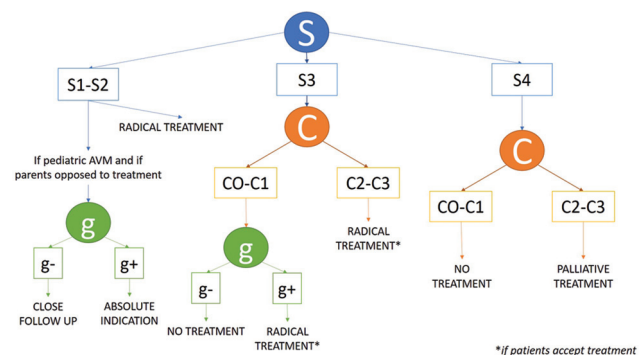 S
S1-S2
S3
S4
RADICAL TREATMENT
C
C
If pediatric AVM and if
parents opposed to treatment
CO-C1
C2-C3
CO-C1
C2-C3
g
RADICAL
TREATMENT*
g
g-
g+
NO
TREATMENT
PALLIATIVE
TREATMENT
g-
g+
CLOSE
FOLLOW UP
ABSOLUTE
INDICATION
NO TREATMENT
RADICAL
TREATMENT*
*if patients accept treatment